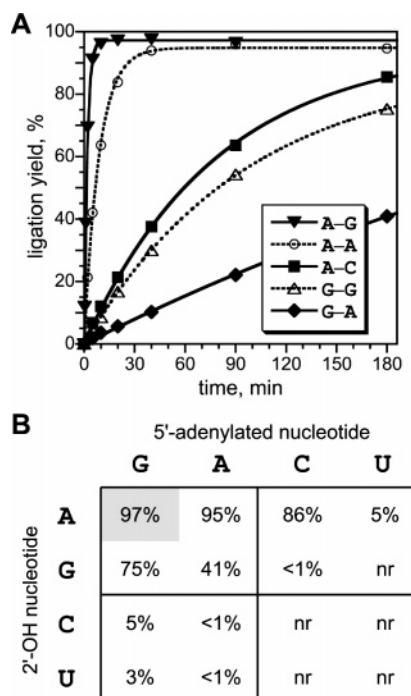 A
ligation yield, %
100
80
60
40
20
0
A–G
A–A
A–C
G–G
G–A
0 30 60 90 120 150 180
time, min
B
5'-adenylated nucleotide
G A C U
2'-OH nucleotide
A 97% 95% 86% 5%
G 75% 41% <1% nr
C 5% <1% nr nr
U 3% <1% nr nr